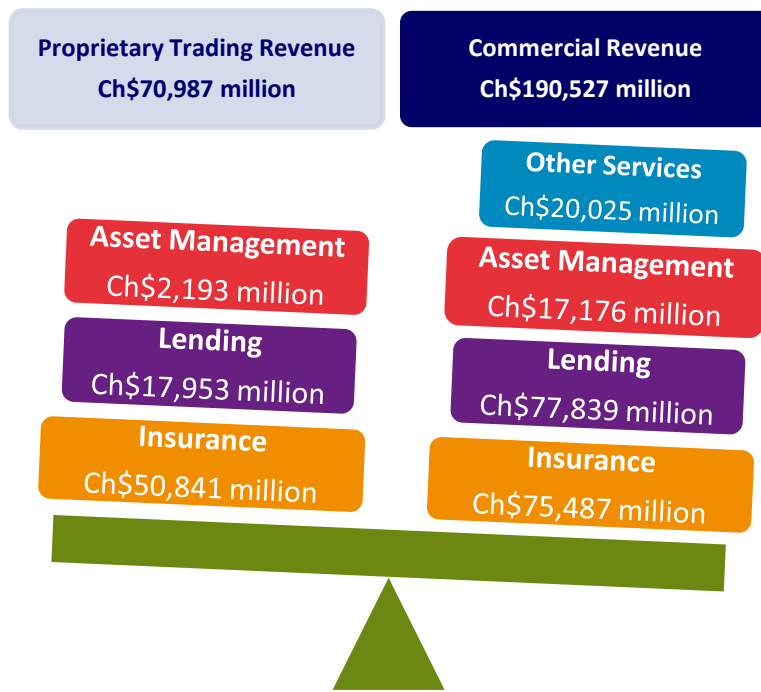 Proprietary Trading Revenue
Ch$70,987 million
Commercial Revenue
Ch$190,527 million
Other Services
Ch$20,025 million
Asset Management
Ch$2,193 million
Asset Management
Ch$17,176 million
Lending
Ch$17,953 million
Lending
Ch$77,839 million
Insurance
Ch$50,841 million
Insurance
Ch$75,487 million